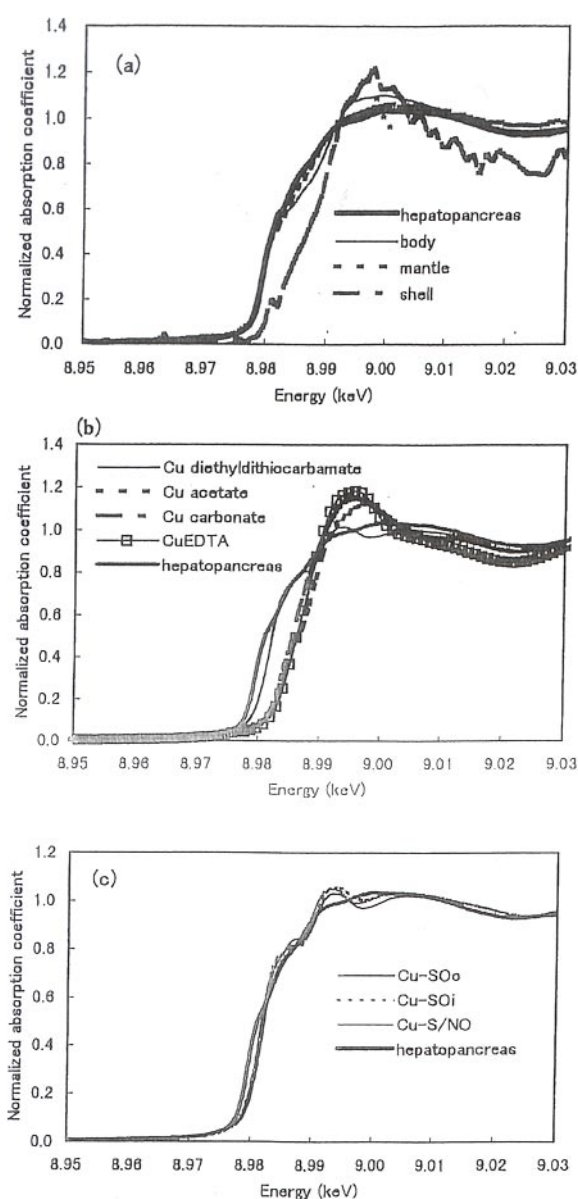 (a)
Normalized absorption coefficient
1.4
1.2
1.0
0.8
0.6
0.4
0.2
0.0
hepatopancreas
body
mantle
shell
8.95 8.96 8.97 8.98 8.99 9.00 9.01 9.02 9.03
Energy (keV)
(b)
Normalized absorption coefficient
1.4
1.2
1.0
0.8
0.6
0.4
0.2
0.0
Cu diethyldithiocarbamate
Cu acetate
Cu carbonate
CuEDTA
hepatopancreas
8.95 8.96 8.97 8.98 8.99 9.00 9.01 9.02 9.03
Energy (keV)
(c)
Normalized absorption coefficient
1.2
1.0
0.8
0.6
0.4
0.2
0.0
Cu-SOo
Cu-SOi
Cu-S/NO
hepatopancreas
8.95 8.96 8.97 8.98 8.99 9.00 9.01 9.02 9.03
Energy (keV)